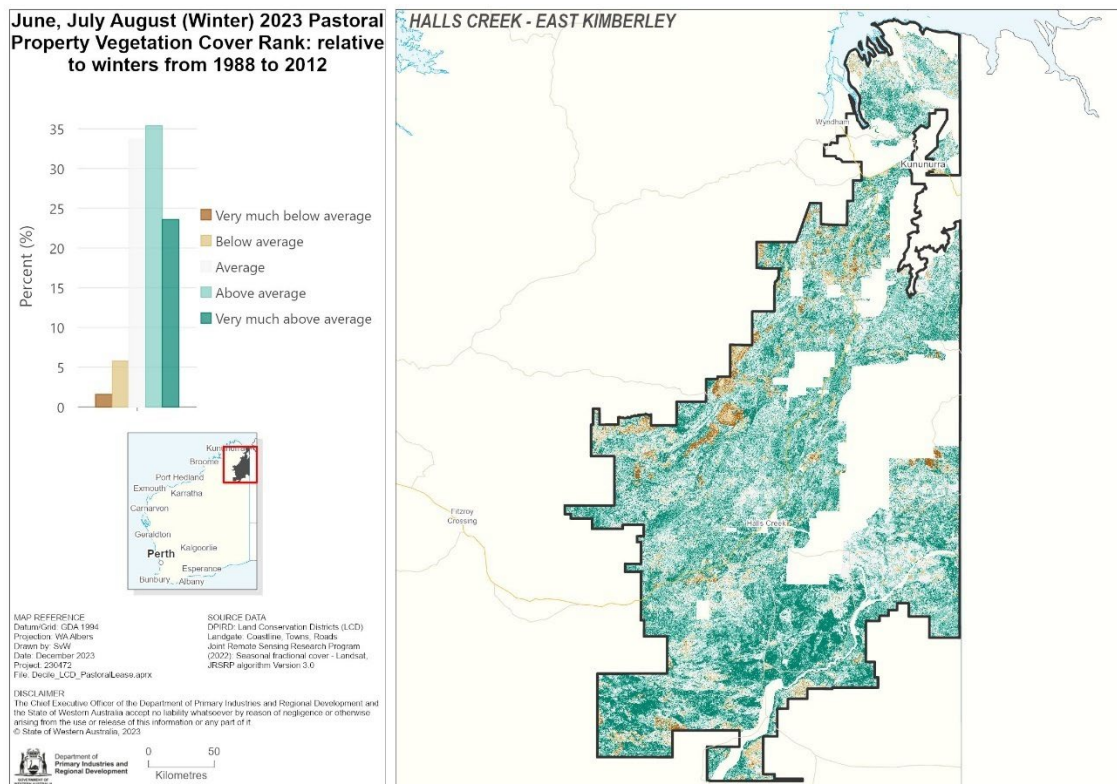 June, July August (Winter) 2023 Pastoral
Property Vegetation Cover Rank: relative
to winters from 1988 to 2012
Percent (%)
35
30
25
20
15
10
5
0
Very much below average
Below average
Average
Above average
Very much above average
Kununurra
Broome
Port Hedland
Exmouth
Karratha
Carnarvon
Geraldton
Kalgoorlie
Perth
Esperance
Bunbury
Albany
MAP REFERENCE
Datum/Grid: GDA 1994
Projection: WA Albers
Drawn by: SvW
Date: December 2023
Project: 230472
File: Decile_LCD_PastoralLease.aprx
SOURCE DATA
DPIRD: Land Conservation Districts (LCD)
Landgate: Coastline, Towns, Roads
Joint Remote Sensing Research Program
(2022): Seasonal fractional cover - Landsat,
JRSRP algorithm Version 3.0
DISCLAIMER
The Chief Executive Officer of the Department of Primary Industries and Regional Development and
the State of Western Australia accept no liability whatsoever by reason of negligence or otherwise
arising from the use or release of this information or any part of it
© State of Western Australia, 2023
Department of
Primary Industries and
Regional Development
0 50
Kilometres
HALLS CREEK - EAST KIMBERLEY
Wyndham
Kununurra
Fitzroy
Crossing
Halls Creek